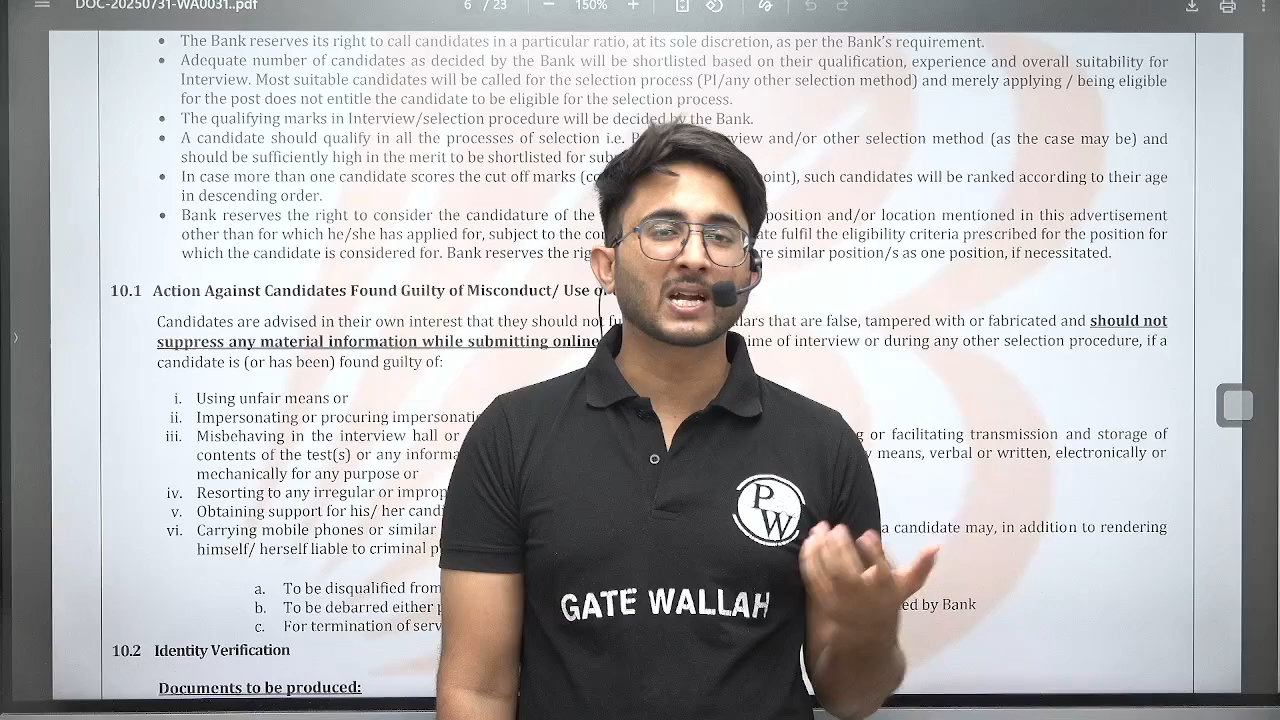 DOC-20250731-WA0031..pdf 6 / 23 − 150% +
• The Bank reserves its right to call candidates in a particular ratio, at its sole discretion, as per the Bank's requirement.
• Adequate number of candidates as decided by the Bank will be shortlisted based on their qualification, experience and overall suitability for
Interview. Most suitable candidates will be called for the selection process (PI/any other selection method) and merely applying / being eligible
for the post does not entitle the candidate to be eligible for the selection process.
• The qualifying marks in Interview/selection procedure will be decided by the Bank.
• A candidate should qualify in all the processes of selection i.e. and/or other selection method (as the case may be) and
should be sufficiently high in the merit to be shortlisted for
• In case more than one candidate scores the cut off marks such candidates will be ranked according to their age
in descending order.
• Bank reserves the right to consider the candidature of the position and/or location mentioned in this advertisement
other than for which he/she has applied for, subject to the fulfil the eligibility criteria prescribed for the position for
which the candidate is considered for. Bank reserves the similar position/s as one position, if necessitated.
10.1 Action Against Candidates Found Guilty of Misconduct/ Use
Candidates are advised in their own interest that they should not that are false, tampered with or fabricated and should not
suppress any material information while submitting online of interview or during any other selection procedure, if a
candidate is (or has been) found guilty of:
i. Using unfair means or
ii. Impersonating or procuring
iii. Misbehaving in the interview hall or or facilitating transmission and storage of
contents of the test(s) or any means, verbal or written, electronically or
mechanically for any purpose or
iv. Resorting to any irregular or
v. Obtaining support for his/ her
vi. Carrying mobile phones or similar a candidate may, in addition to rendering
himself/ herself liable to criminal
a. To be disqualified from
b. To be debarred either by Bank
c. For termination of
10.2 Identity Verification
Documents to be produced:
PW
GATE WALLAH